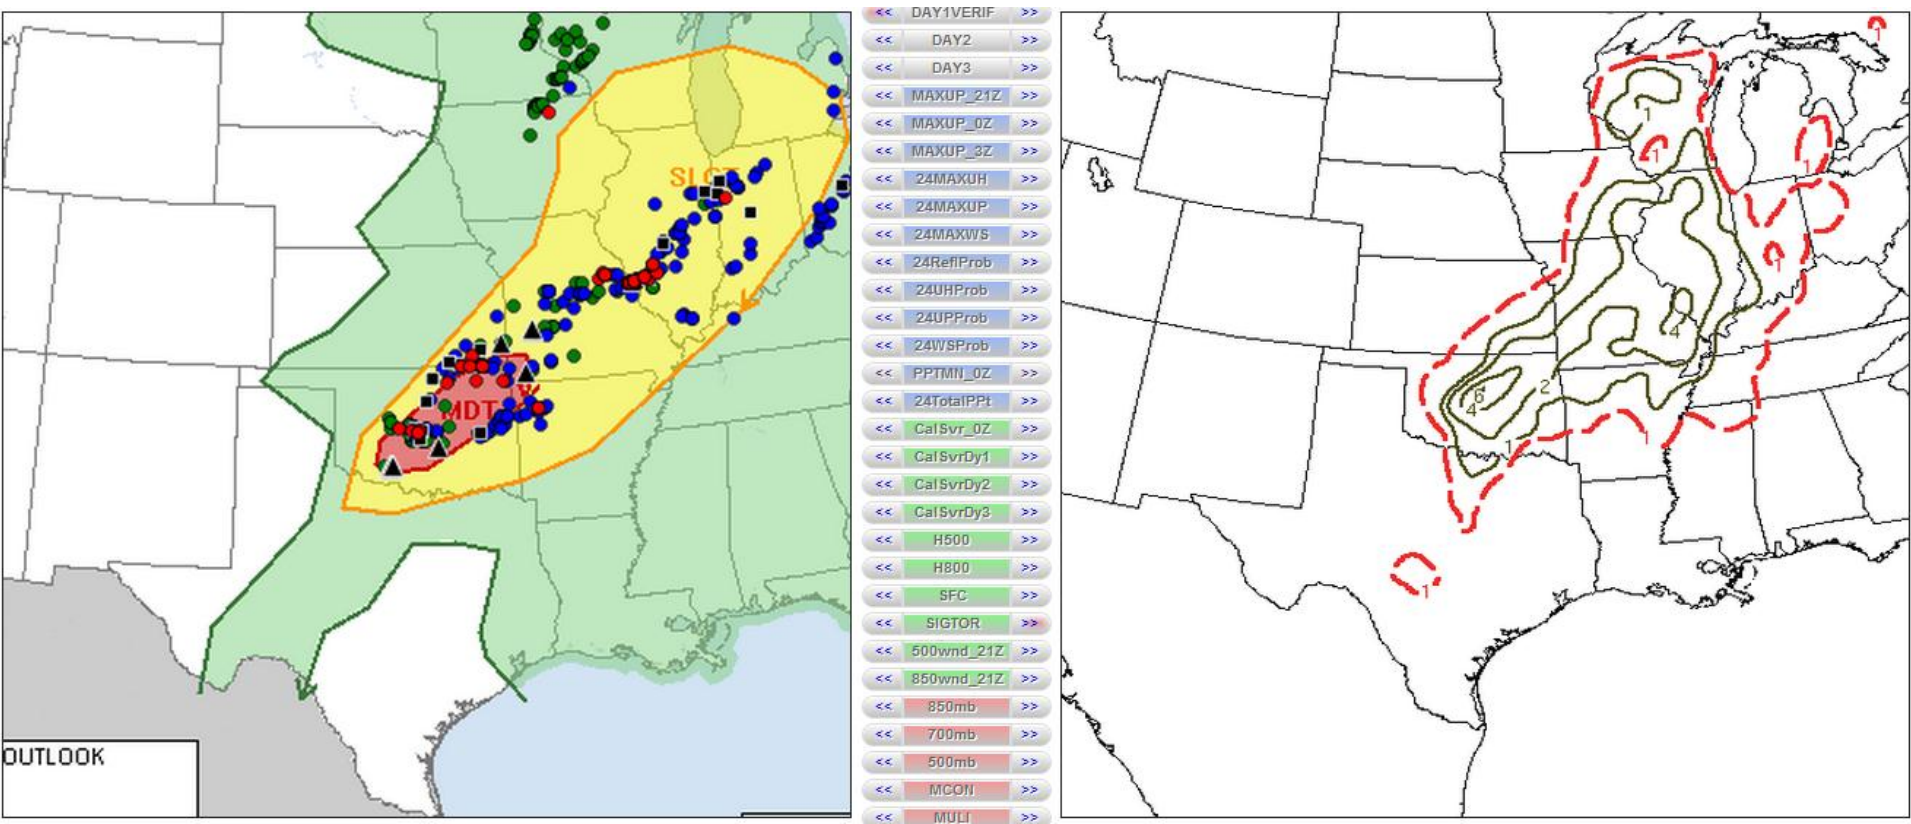 SLGT
MDT
OUTLOOK
<< DAY1VERIF >>
<< DAY2 >>
<< DAY3 >>
<< MAXUP_21Z >>
<< MAXUP_0Z >>
<< MAXUP_3Z >>
<< 24MAXUH >>
<< 24MAXUP >>
<< 24MAXWS >>
<< 24ReflProb >>
<< 24UHProb >>
<< 24UPProb >>
<< 24WSProb >>
<< PPTMN_0Z >>
<< 24TotalPPt >>
<< CalSvr_0Z >>
<< CalSvrDy1 >>
<< CalSvrDy2 >>
<< CalSvrDy3 >>
<< H500 >>
<< H800 >>
<< SFC >>
<< SIGTOR >>
<< 500wnd_21Z >>
<< 850wnd_21Z >>
<< 850mb >>
<< 700mb >>
<< 500mb >>
<< MCON >>
<< MULI >>
1
1
1
1
1
4
2
6
4
1
1
1